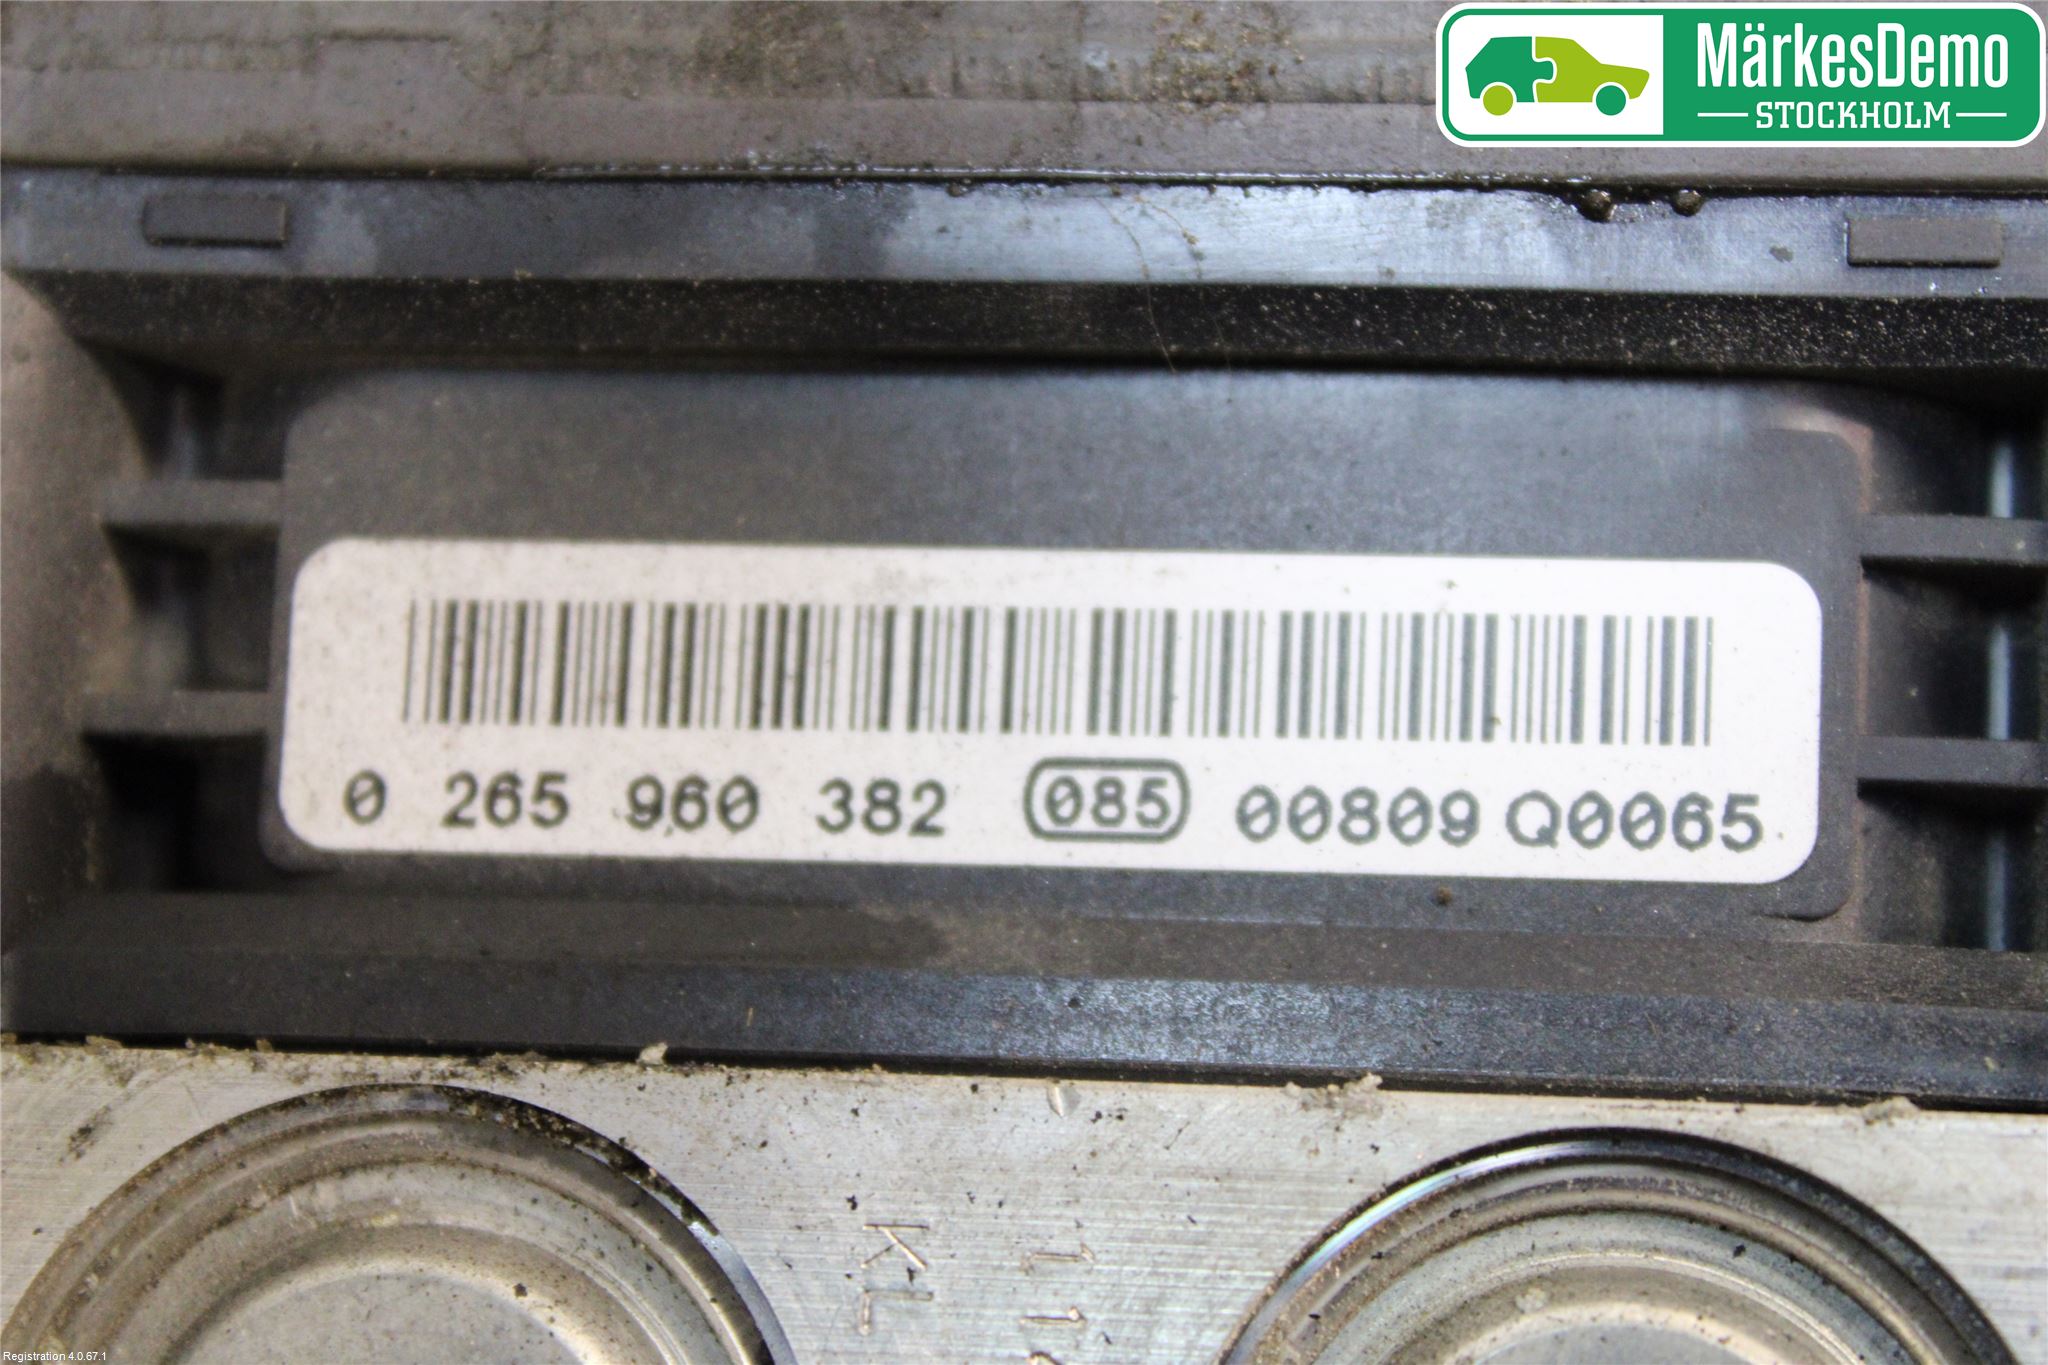 MärkesDemo
STOCKHOLM
0 265 960 382 085 00809 Q0065
Registration 4.0.67.1